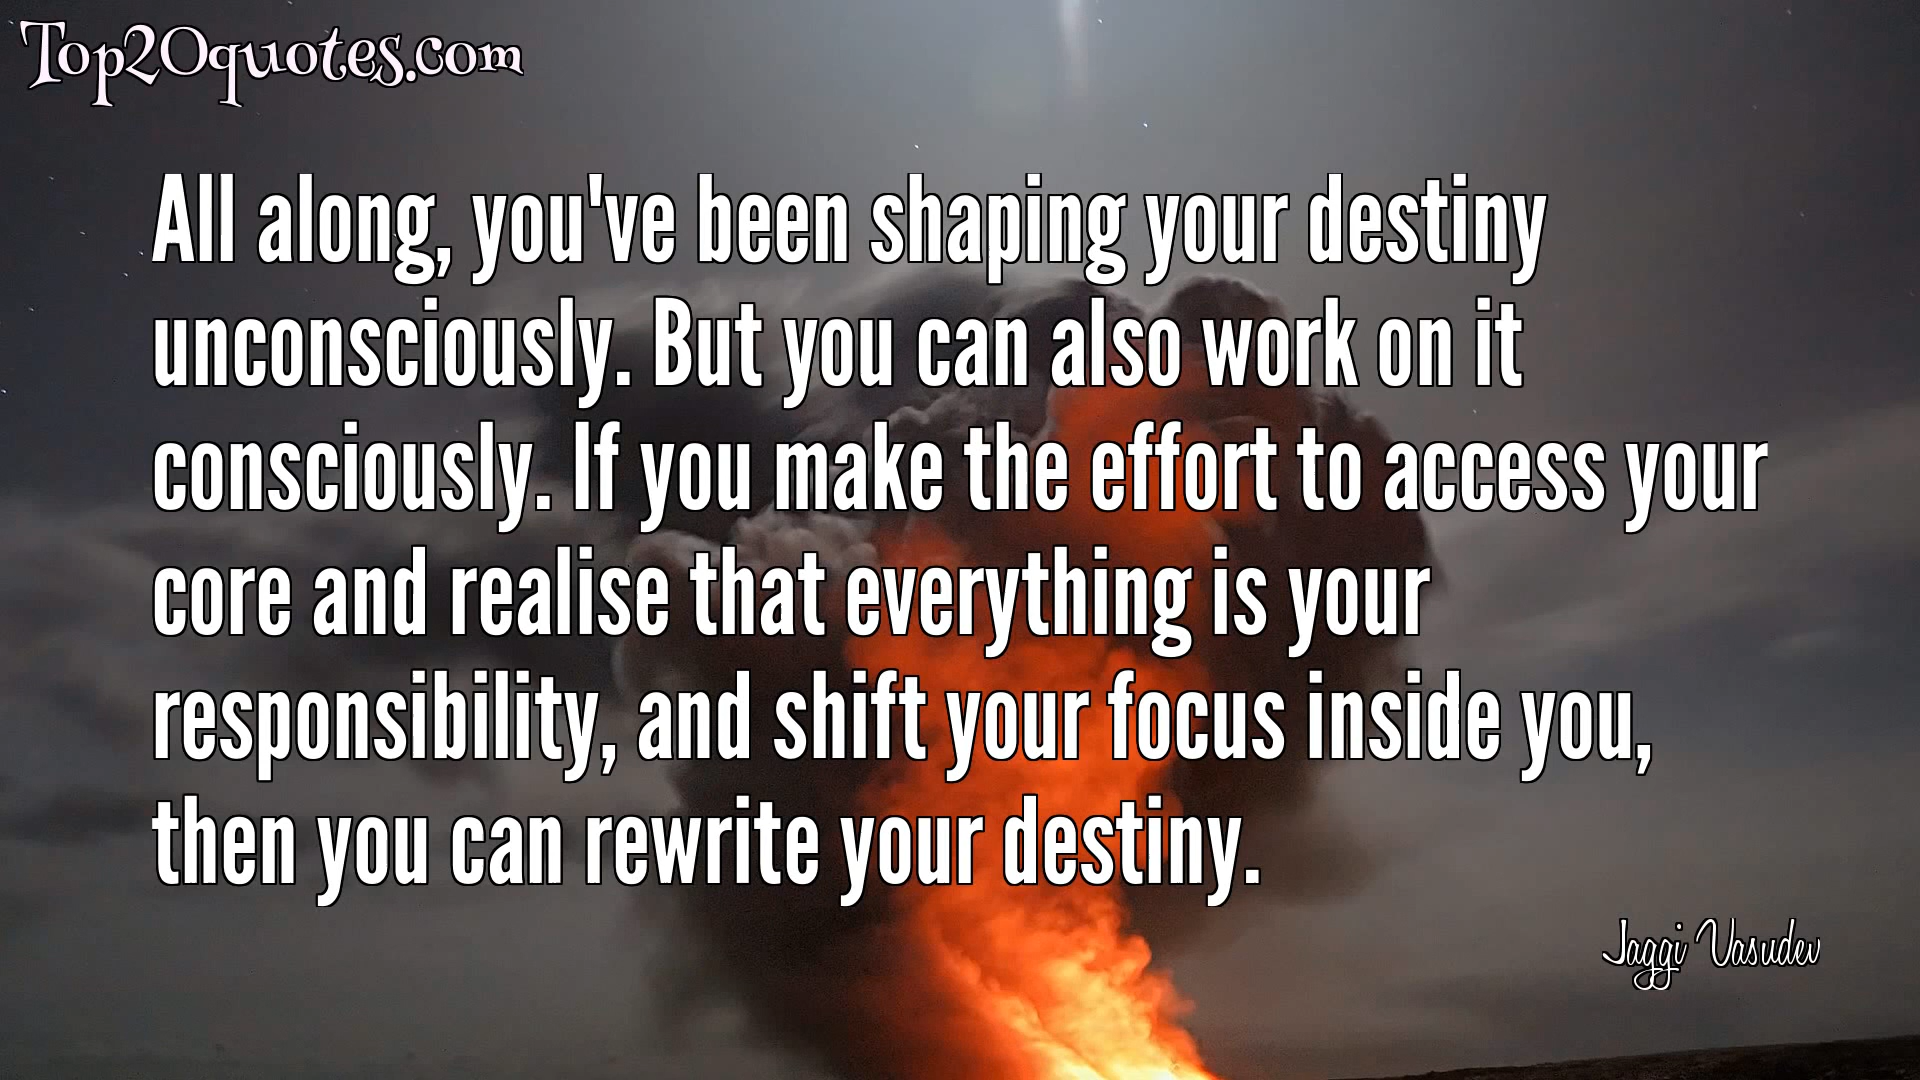 Top20quotes.com
All along, you've been shaping your destiny
unconsciously. But you can also work on it
consciously. If you make the effort to access your
core and realise that everything is your
responsibility, and shift your focus inside you,
then you can rewrite your destiny.
Jaggi Vasudev